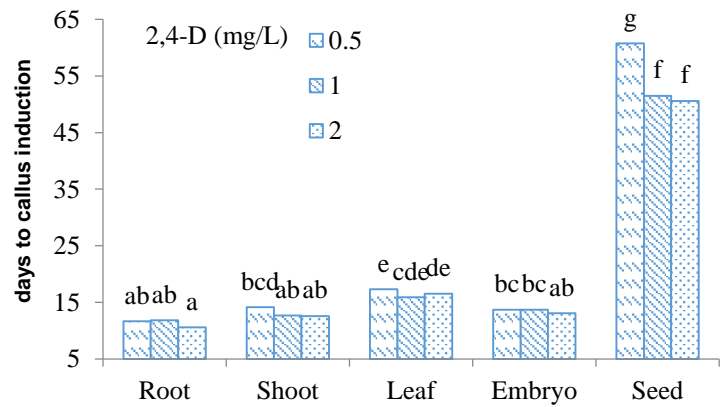 2,4-D (mg/L)
0.5
1
2
days to callus induction
65
55
45
35
25
15
5
ab ab a
bcd ab ab
e cde de
bc bc ab
g f f
Root Shoot Leaf Embryo Seed